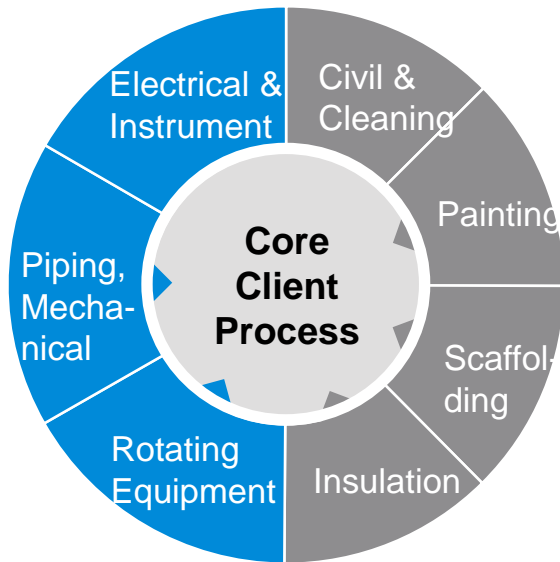 Electrical &
Instrument
Civil &
Cleaning
Painting
Scaffol-
ding
Insulation
Rotating
Equipment
Piping,
Mecha-
nical
Core
Client
Process